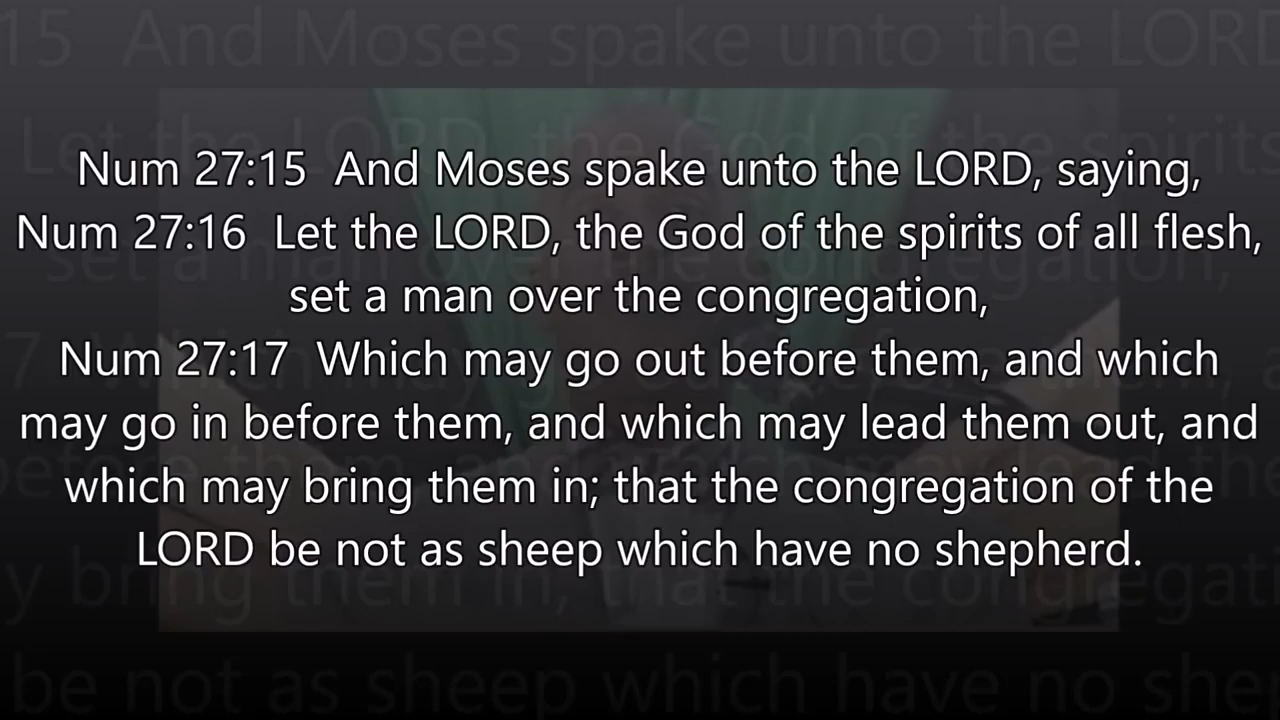 Num 27:15  And Moses spake unto the LORD, saying,
Num 27:16  Let the LORD, the God of the spirits of all flesh,
set a man over the congregation,
Num 27:17  Which may go out before them, and which
may go in before them, and which may lead them out, and
which may bring them in; that the congregation of the
LORD be not as sheep which have no shepherd.